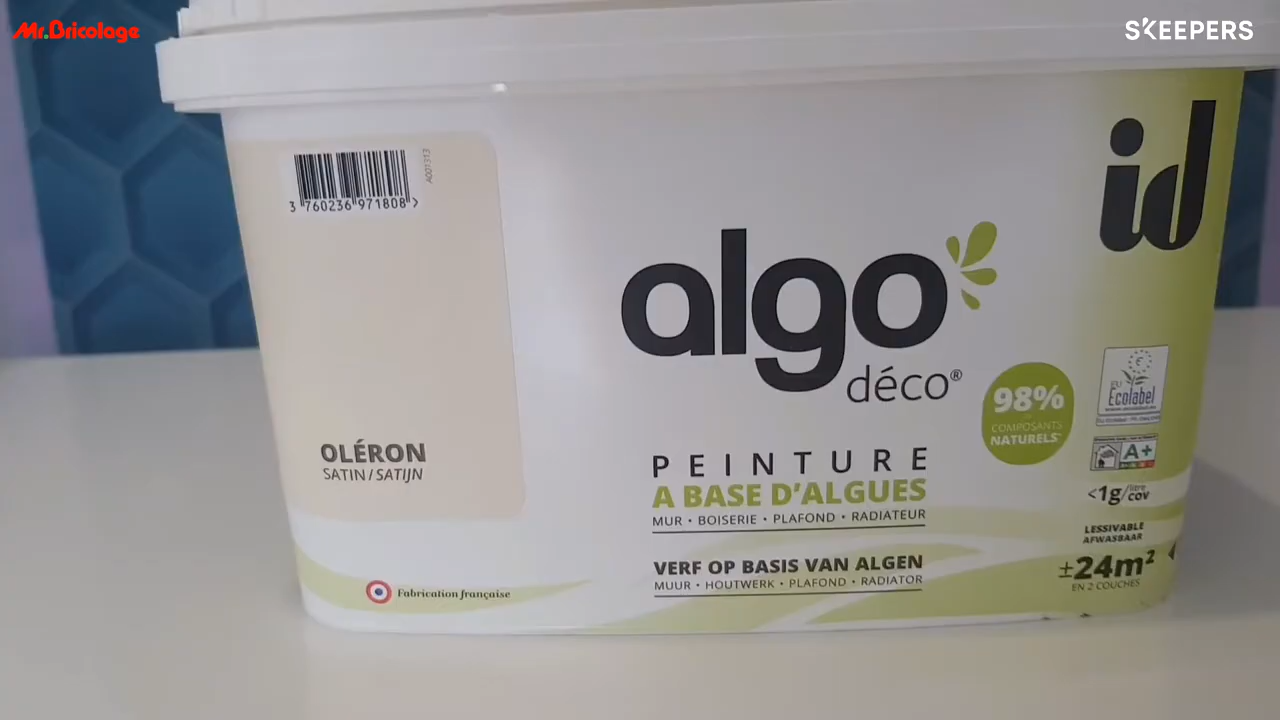 Mr.Bricolage
SKEEPERS
3 760236 971808 >
A001313
OLÉRON
SATIN / SATIJN
Fabrication française
id
algo
déco®
PEINTURE
A BASE D'ALGUES
MUR • BOISERIE • PLAFOND • RADIATEUR
VERF OP BASIS VAN ALGEN
MUUR • HOUTWERK • PLAFOND • RADIATOR
98%
COMPOSANTS
NATURELS*
EU
Ecolabel
A+
<1g/litre
COV
LESSIVABLE
AFWASBAAR
±24m²
EN 2 COUCHES